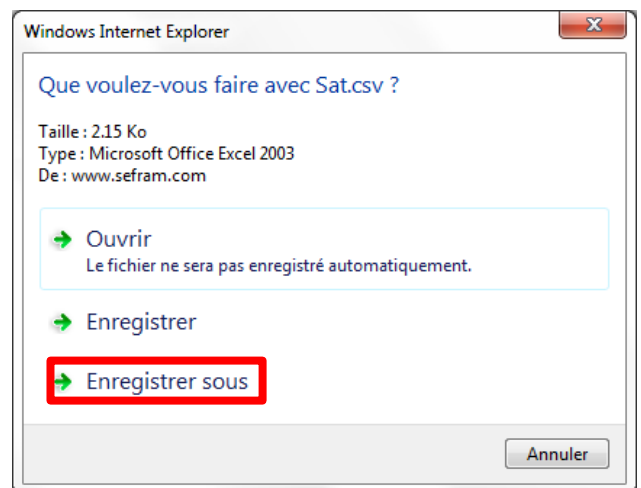 Windows Internet Explorer
Que voulez-vous faire avec Sat.csv ?
Taille : 2.15 Ko
Type : Microsoft Office Excel 2003
De : www.sefram.com
Ouvrir
Le fichier ne sera pas enregistré automatiquement.
Enregistrer
Enregistrer sous
Annuler